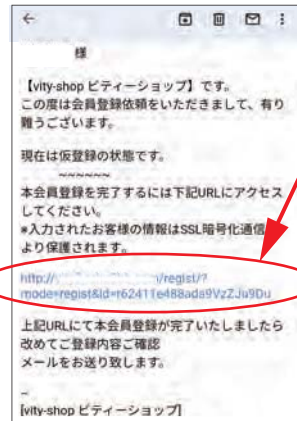 様
【vity-shop ビティーショップ】です。
この度は会員登録依頼をいただきまして、有り
難うございます。
現在は仮登録の状態です。
~~~~~~
本会員登録を完了するには下記URLにアクセス
してください。
*入力されたお客様の情報はSSL暗号化通信
より保護されます。
http://
/regist/?
mode=regist&id=r62411e488ada9VzZJu9Du
上記URLにて本会員登録が完了いたしましたら
改めてご登録内容ご確認
メールをお送り致します。
--
[vity-shop ビティーショップ]